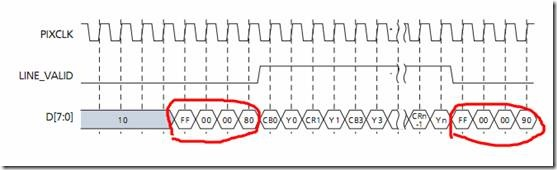 PIXCLK
LINE_VALID
D[7:0] 10 FF 00 00 80 CB0 Y0 CR1 Y1 CB3 Y3 CRn-1 Yn FF 00 00 90